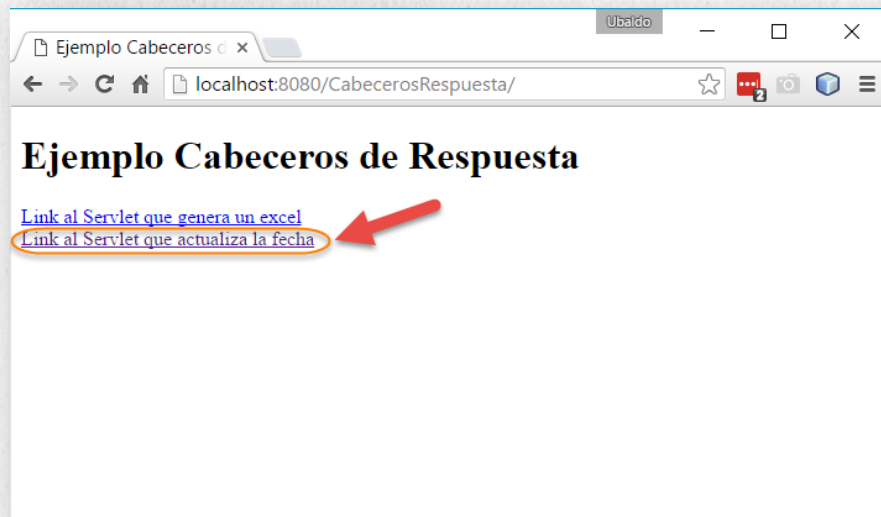 Ubaldo
Ejemplo Cabeceros d
localhost:8080/CabecerosRespuesta/
2
Ejemplo Cabeceros de Respuesta
Link al Servlet que genera un excel
Link al Servlet que actualiza la fecha